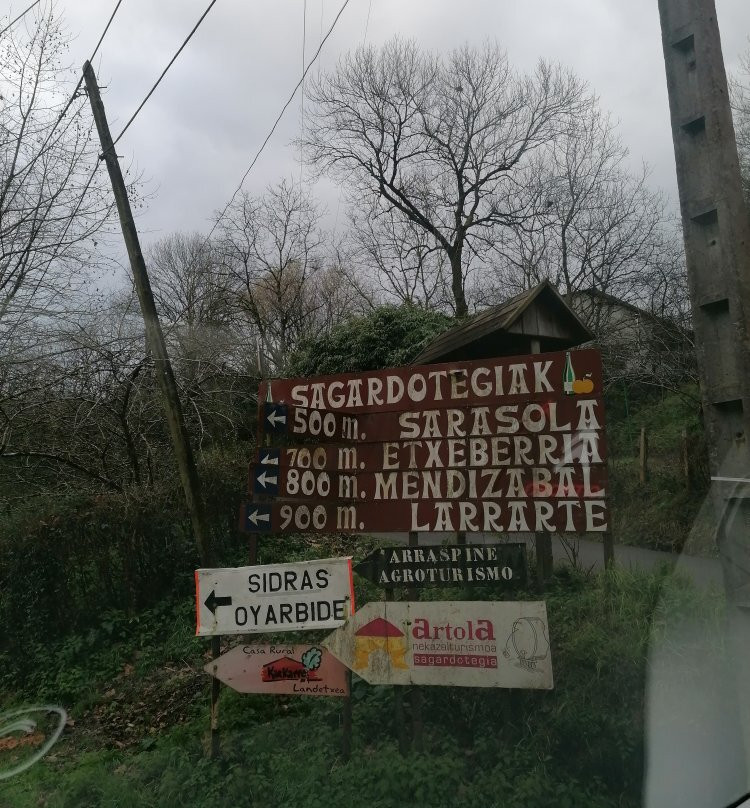 SAGARDOTEGIAK
500 m. SARASOLA
700 m. ETXEBERRIA
800 m. MENDIZABAL
900 m. LARRARTE
ARRASPINE
AGROTURISMO
SIDRAS
OYARBIDE
artola
nekazalturismoa
sagardotegia
Casa Rural
Kaxkarre
Landetxea